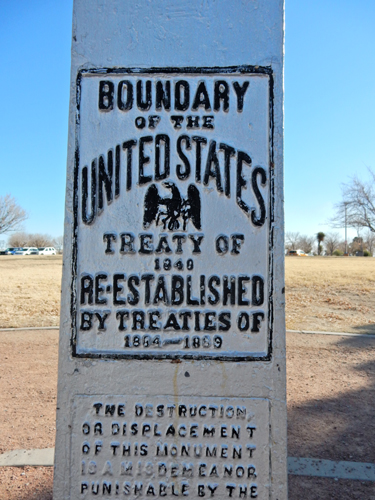 BOUNDARY
OF THE
UNITED STATES
TREATY OF
1848
RE-ESTABLISHED
BY TREATIES OF
1884-1889
THE DESTRUCTION
OR DISPLACEMENT
OF THIS MONUMENT
IS A MISDEMEANOR
PUNISHABLE BY THE